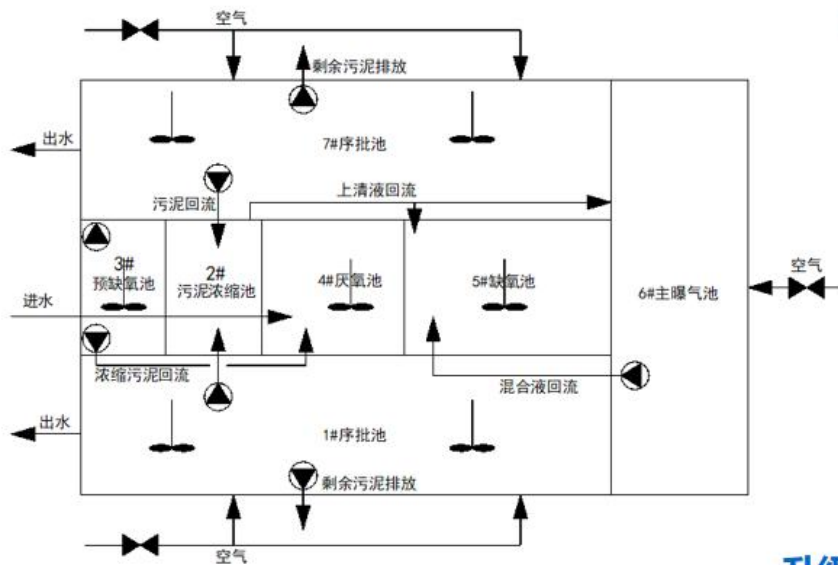 空气
剩余污泥排放
出水
7#序批池
污泥回流
上清液回流
3#
预缺氧池
2#
污泥浓缩池
4#厌氧池
5#缺氧池
6#主曝气池
空气
进水
浓缩污泥回流
混合液回流
出水
1#序批池
剩余污泥排放
空气